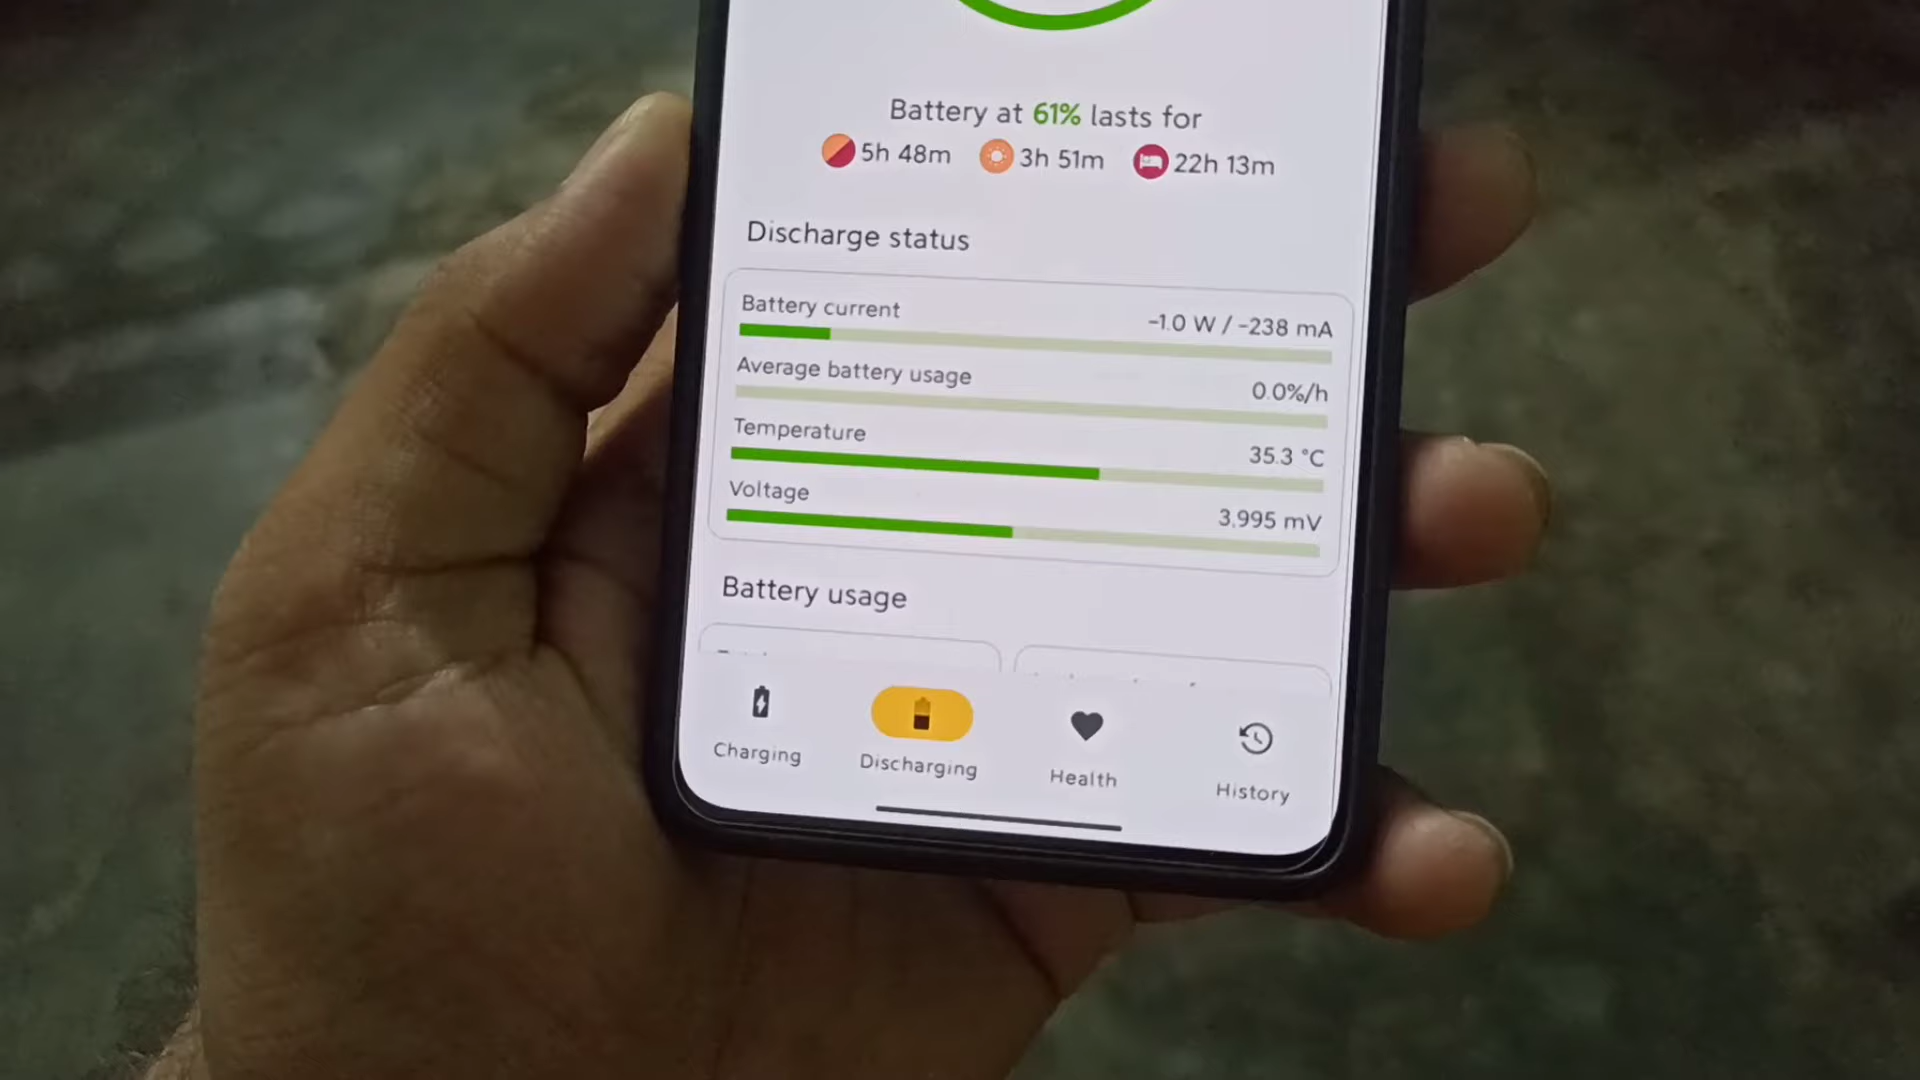 Battery at 61% lasts for
5h 48m 3h 51m 22h 13m
Discharge status
Battery current -1.0 W / -238 mA
Average battery usage 0.0%/h
Temperature 35.3 °C
Voltage 3,995 mV
Battery usage
Charging Discharging Health History